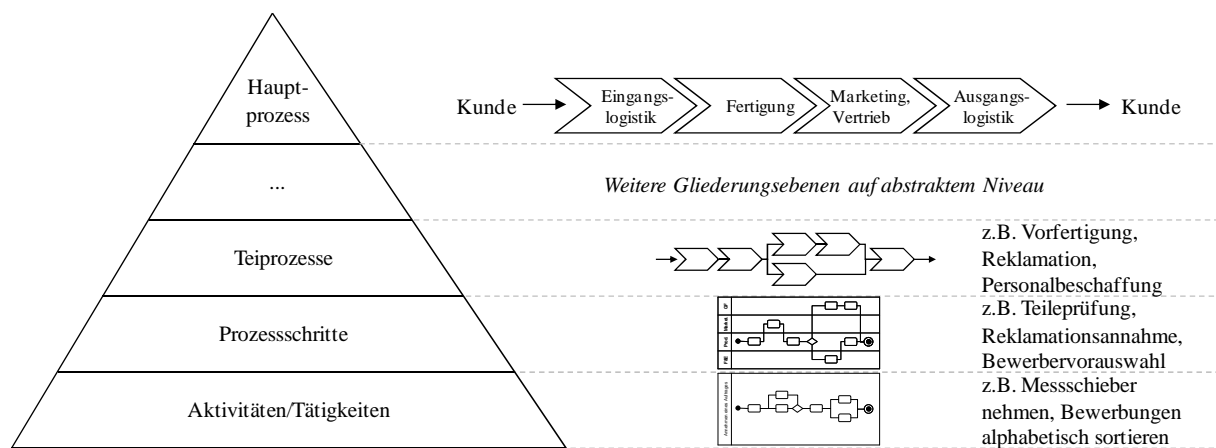 Haupt-
prozess
Kunde
Eingangs-
logistik
Fertigung
Marketing,
Vertrieb
Ausgangs-
logistik
Kunde
...
Weitere Gliederungsebenen auf abstraktem Niveau
Teiprozesse
z.B. Vorfertigung,
Reklamation,
Personalbeschaffung
Prozessschritte
z.B. Teileprüfung,
Reklamationsannahme,
Bewerbervorauswahl
Aktivitäten/Tätigkeiten
z.B. Messschieber
nehmen, Bewerbungen
alphabetisch sortieren